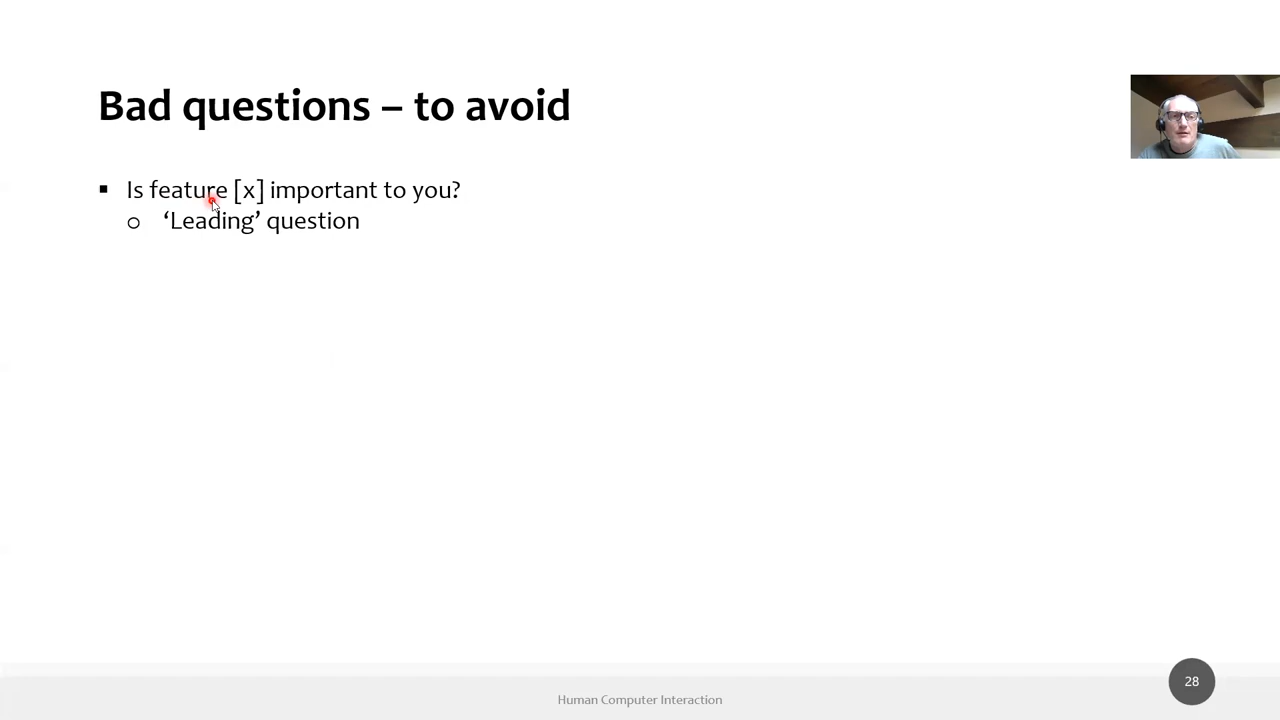 Bad questions – to avoid
▪ Is feature [x] important to you?
o ‘Leading’ question
28
Human Computer Interaction